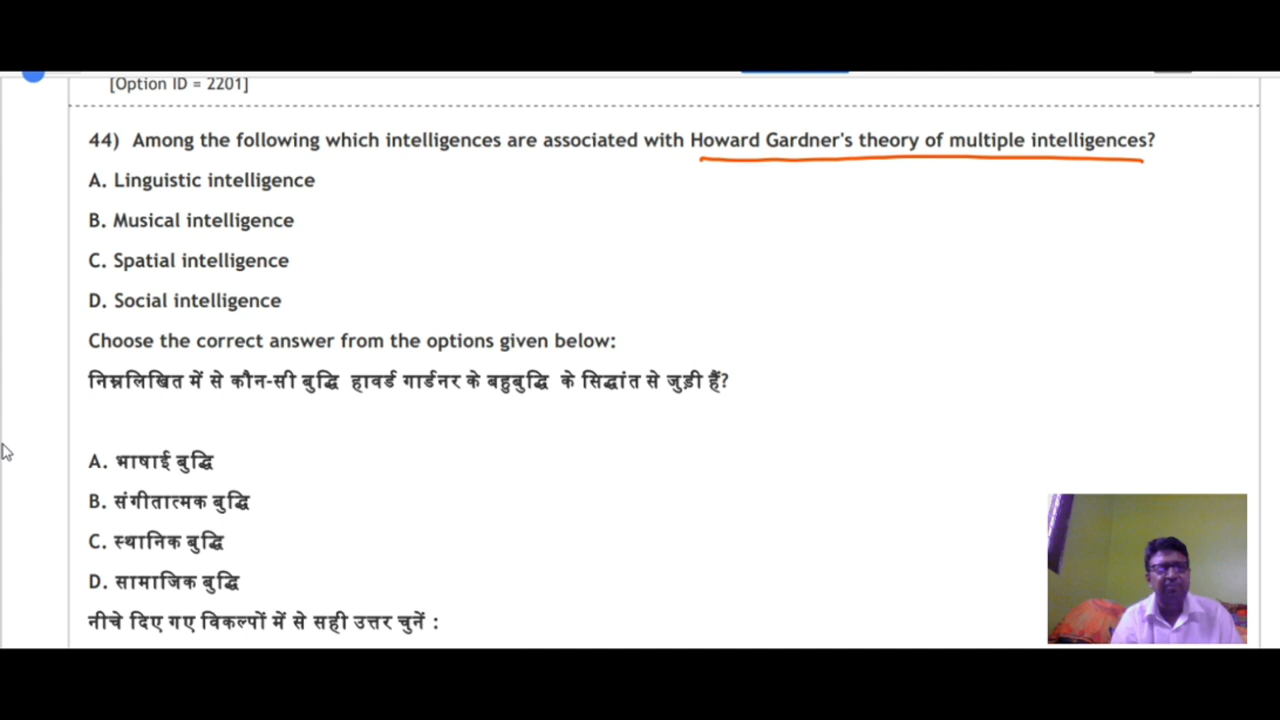 [Option ID = 2201]
44) Among the following which intelligences are associated with Howard Gardner's theory of multiple intelligences?
A. Linguistic intelligence
B. Musical intelligence
C. Spatial intelligence
D. Social intelligence
Choose the correct answer from the options given below:
निम्नलिखित में से कौन-सी बुद्धि हावर्ड गार्डनर के बहुबुद्धि के सिद्धांत से जुड़ी हैं?
A. भाषाई बुद्धि
B. संगीतात्मक बुद्धि
C. स्थानिक बुद्धि
D. सामाजिक बुद्धि
नीचे दिए गए विकल्पों में से सही उत्तर चुनें :